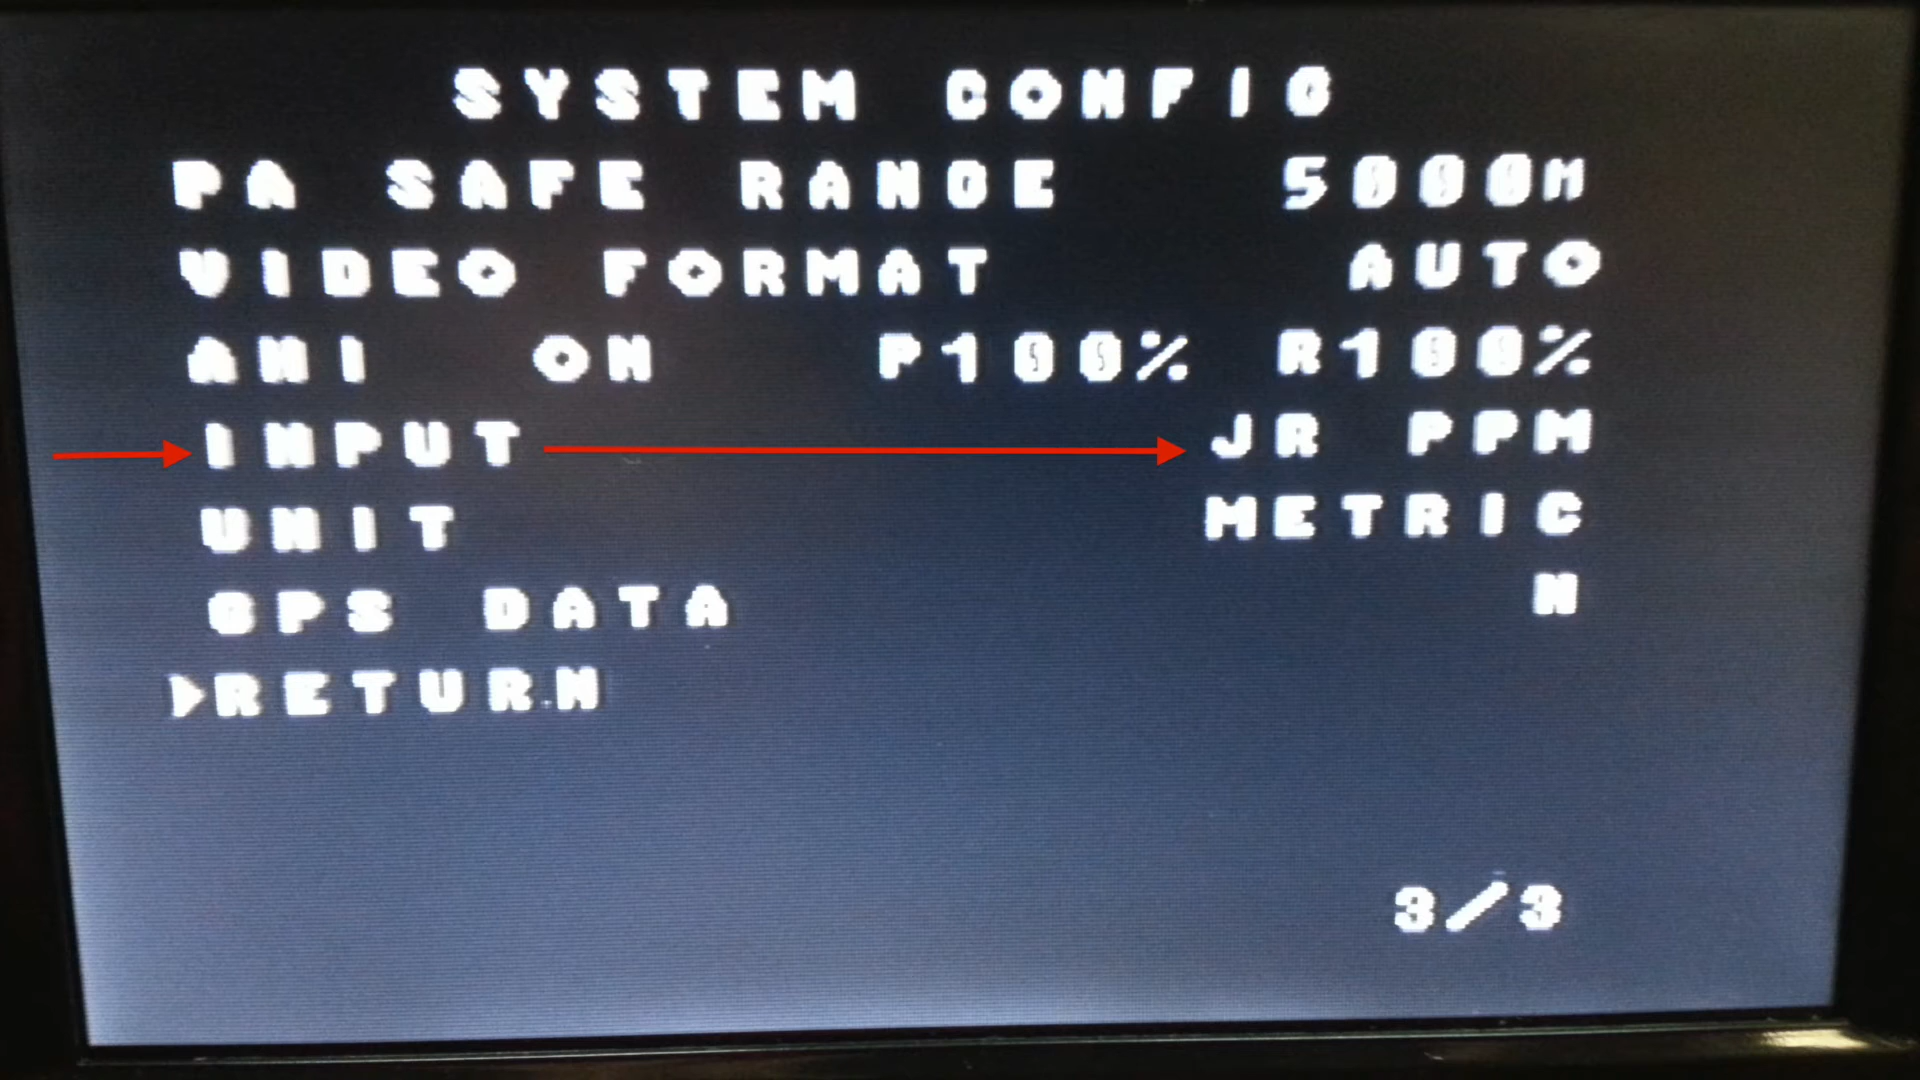 SYSTEM CONFIG
PA SAFE RANGE 5000M
VIDEO FORMAT AUTO
AHI ON P100% R100%
INPUT JR PPM
UNIT METRIC
GPS DATA N
RETURN
3/3